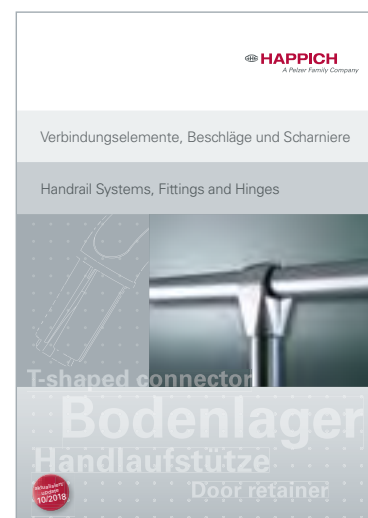 HAPPICH
A Pelzer Family Company
Verbindungselemente, Beschläge und Scharniere
Handrail Systems, Fittings and Hinges
T-shaped connector
Bodenlager
Handlaufstütze
Door retainer
10/2018